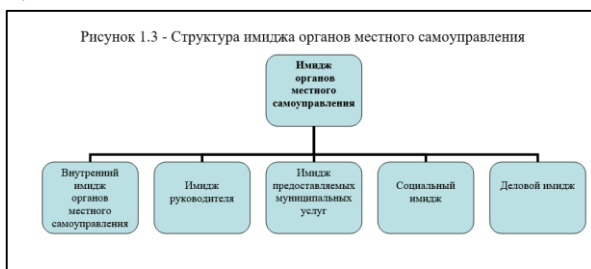 Рисунок 1.3 - Структура имиджа органов местного самоуправления
Имидж
органов
местного
самоуправления
Внутренний
имидж
органов
местного
самоуправления
Имидж
руководителя
Имидж
предоставляемых
муниципальных
услуг
Социальный
имидж
Деловой имидж